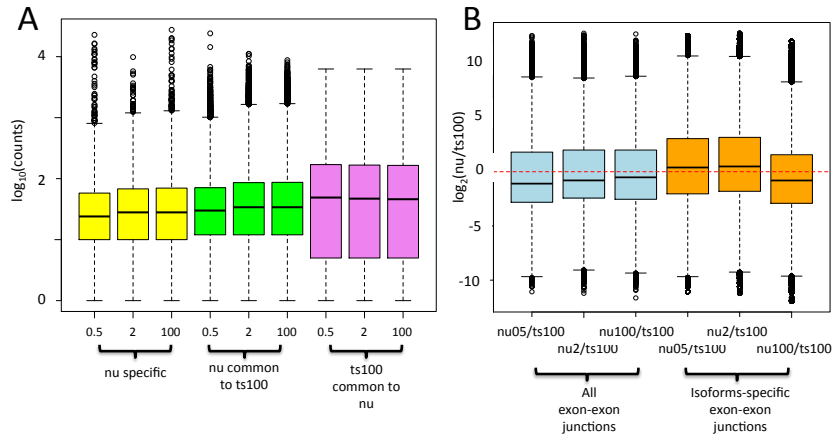 A
log10(counts)
4
2
0
0.5 2 100 0.5 2 100 0.5 2 100
nu specific
nu common
to ts100
ts100
common to
nu
B
log2(nu/ts100)
10
5
0
-5
-10
nu05/ts100 nu100/ts100 nu2/ts100
nu2/ts100 nu05/ts100 nu100/ts100
All
exon-exon
junctions
Isoforms-specific
exon-exon
junctions